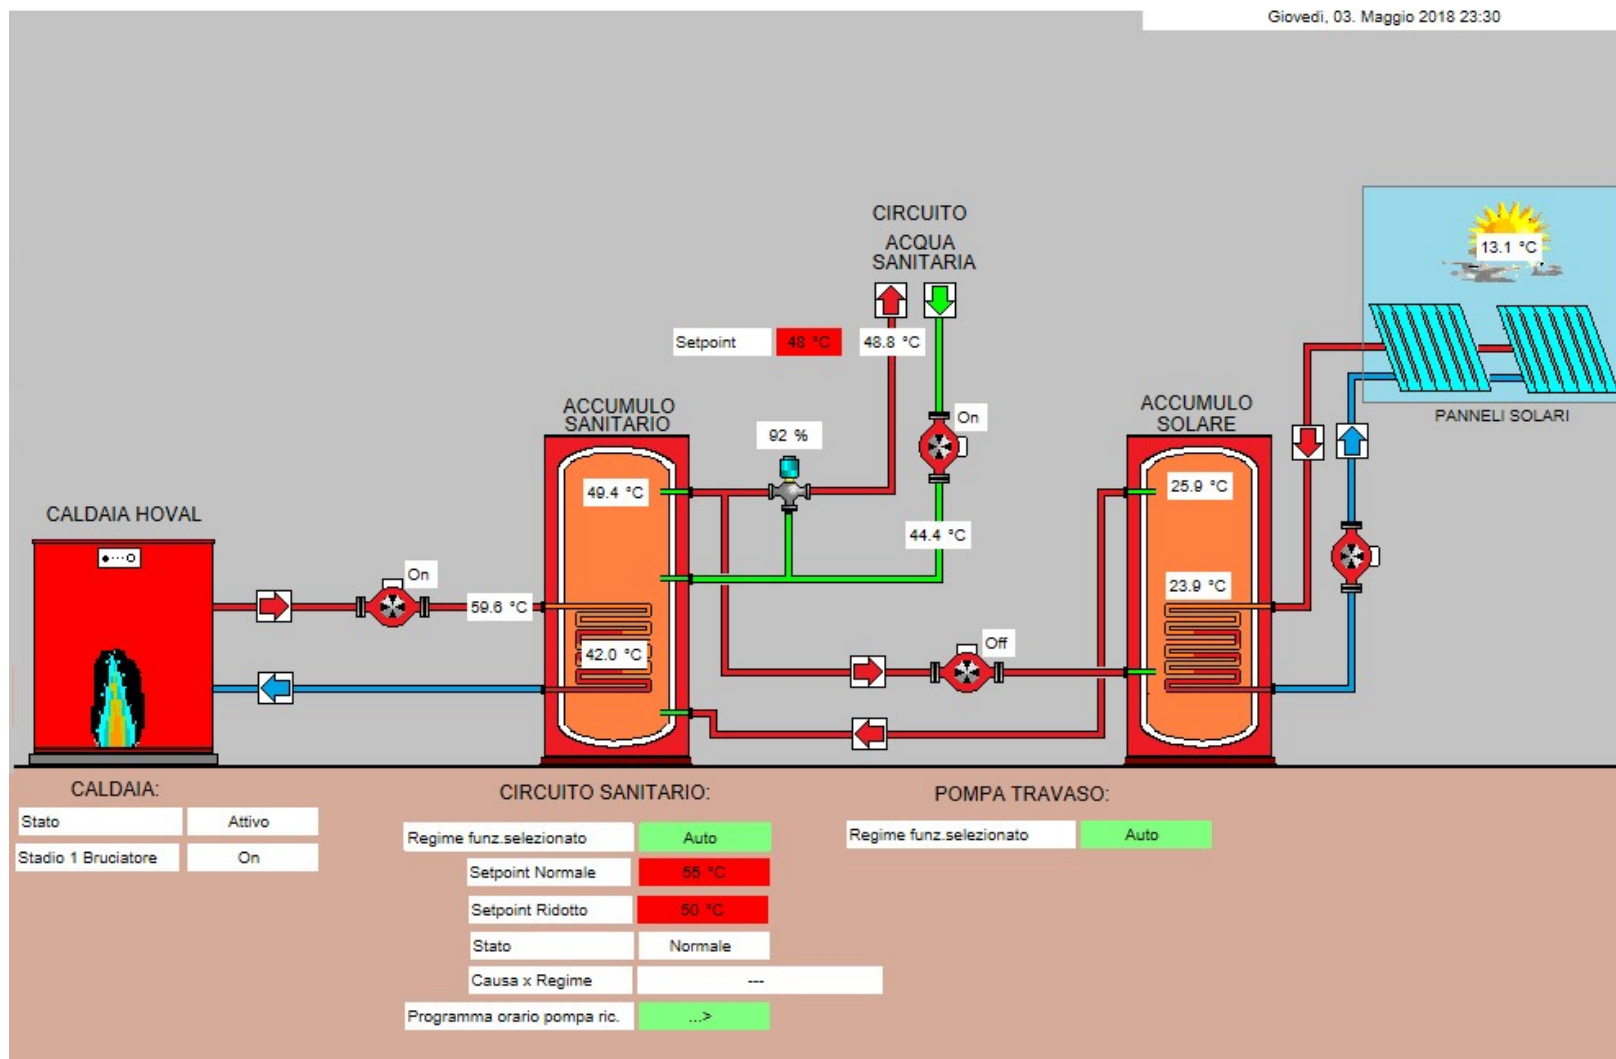 Giovedì, 03. Maggio 2018 23:30
CIRCUITO
ACQUA
SANITARIA
13.1 °C
Setpoint 48 °C 48.8 °C
ACCUMULO
SANITARIO
ACCUMULO
SOLARE
PANNELI SOLARI
On
92 %
49.4 °C
25.9 °C
CALDAIA HOVAL
44.4 °C
On
59.6 °C
23.9 °C
42.0 °C
Off
CALDAIA:
Stato Attivo
Stadio 1 Bruciatore On
CIRCUITO SANITARIO:
Regime funz.selezionato Auto
Setpoint Normale 55 °C
Setpoint Ridotto 50 °C
Stato Normale
Causa x Regime ---
Programma orario pompa ric. ...>
POMPA TRAVASO:
Regime funz.selezionato Auto